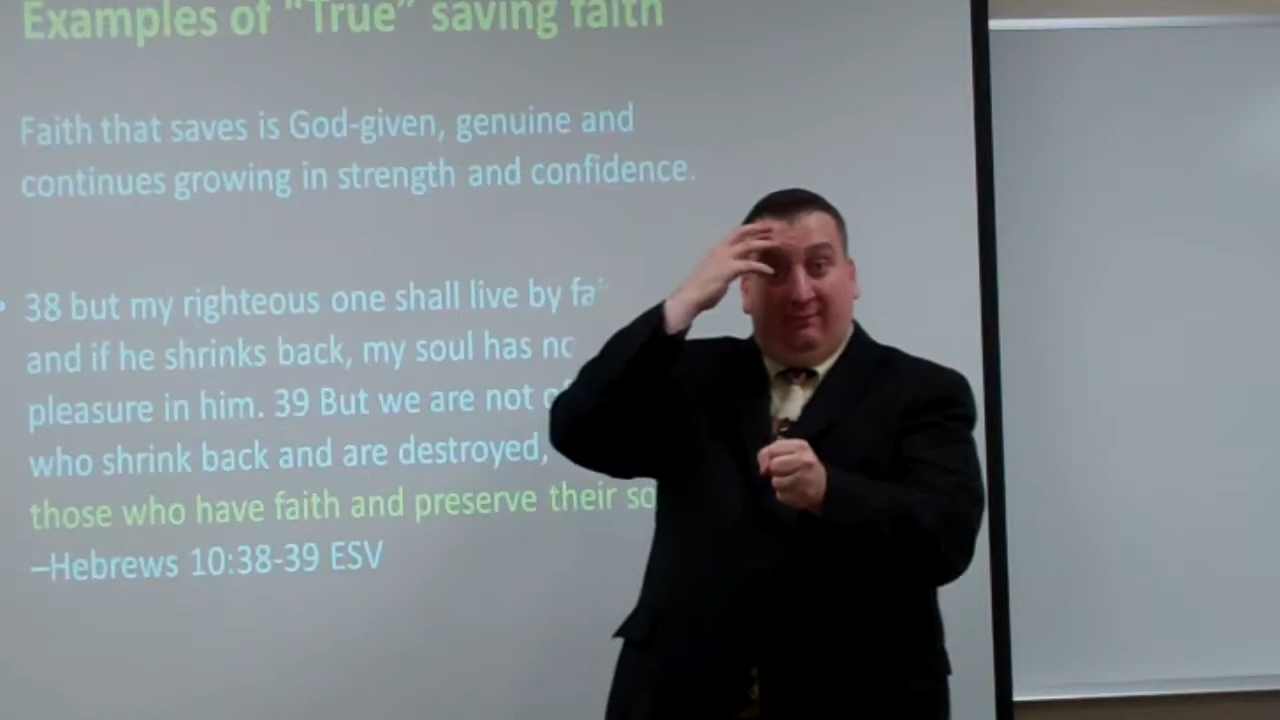 Examples of "True" saving faith
Faith that saves is God-given, genuine and
continues growing in strength and confidence.
• 38 but my righteous one shall live by
and if he shrinks back, my soul has
pleasure in him. 39 But we are not
who shrink back and are destroyed,
those who have faith and preserve their
–Hebrews 10:38-39 ESV